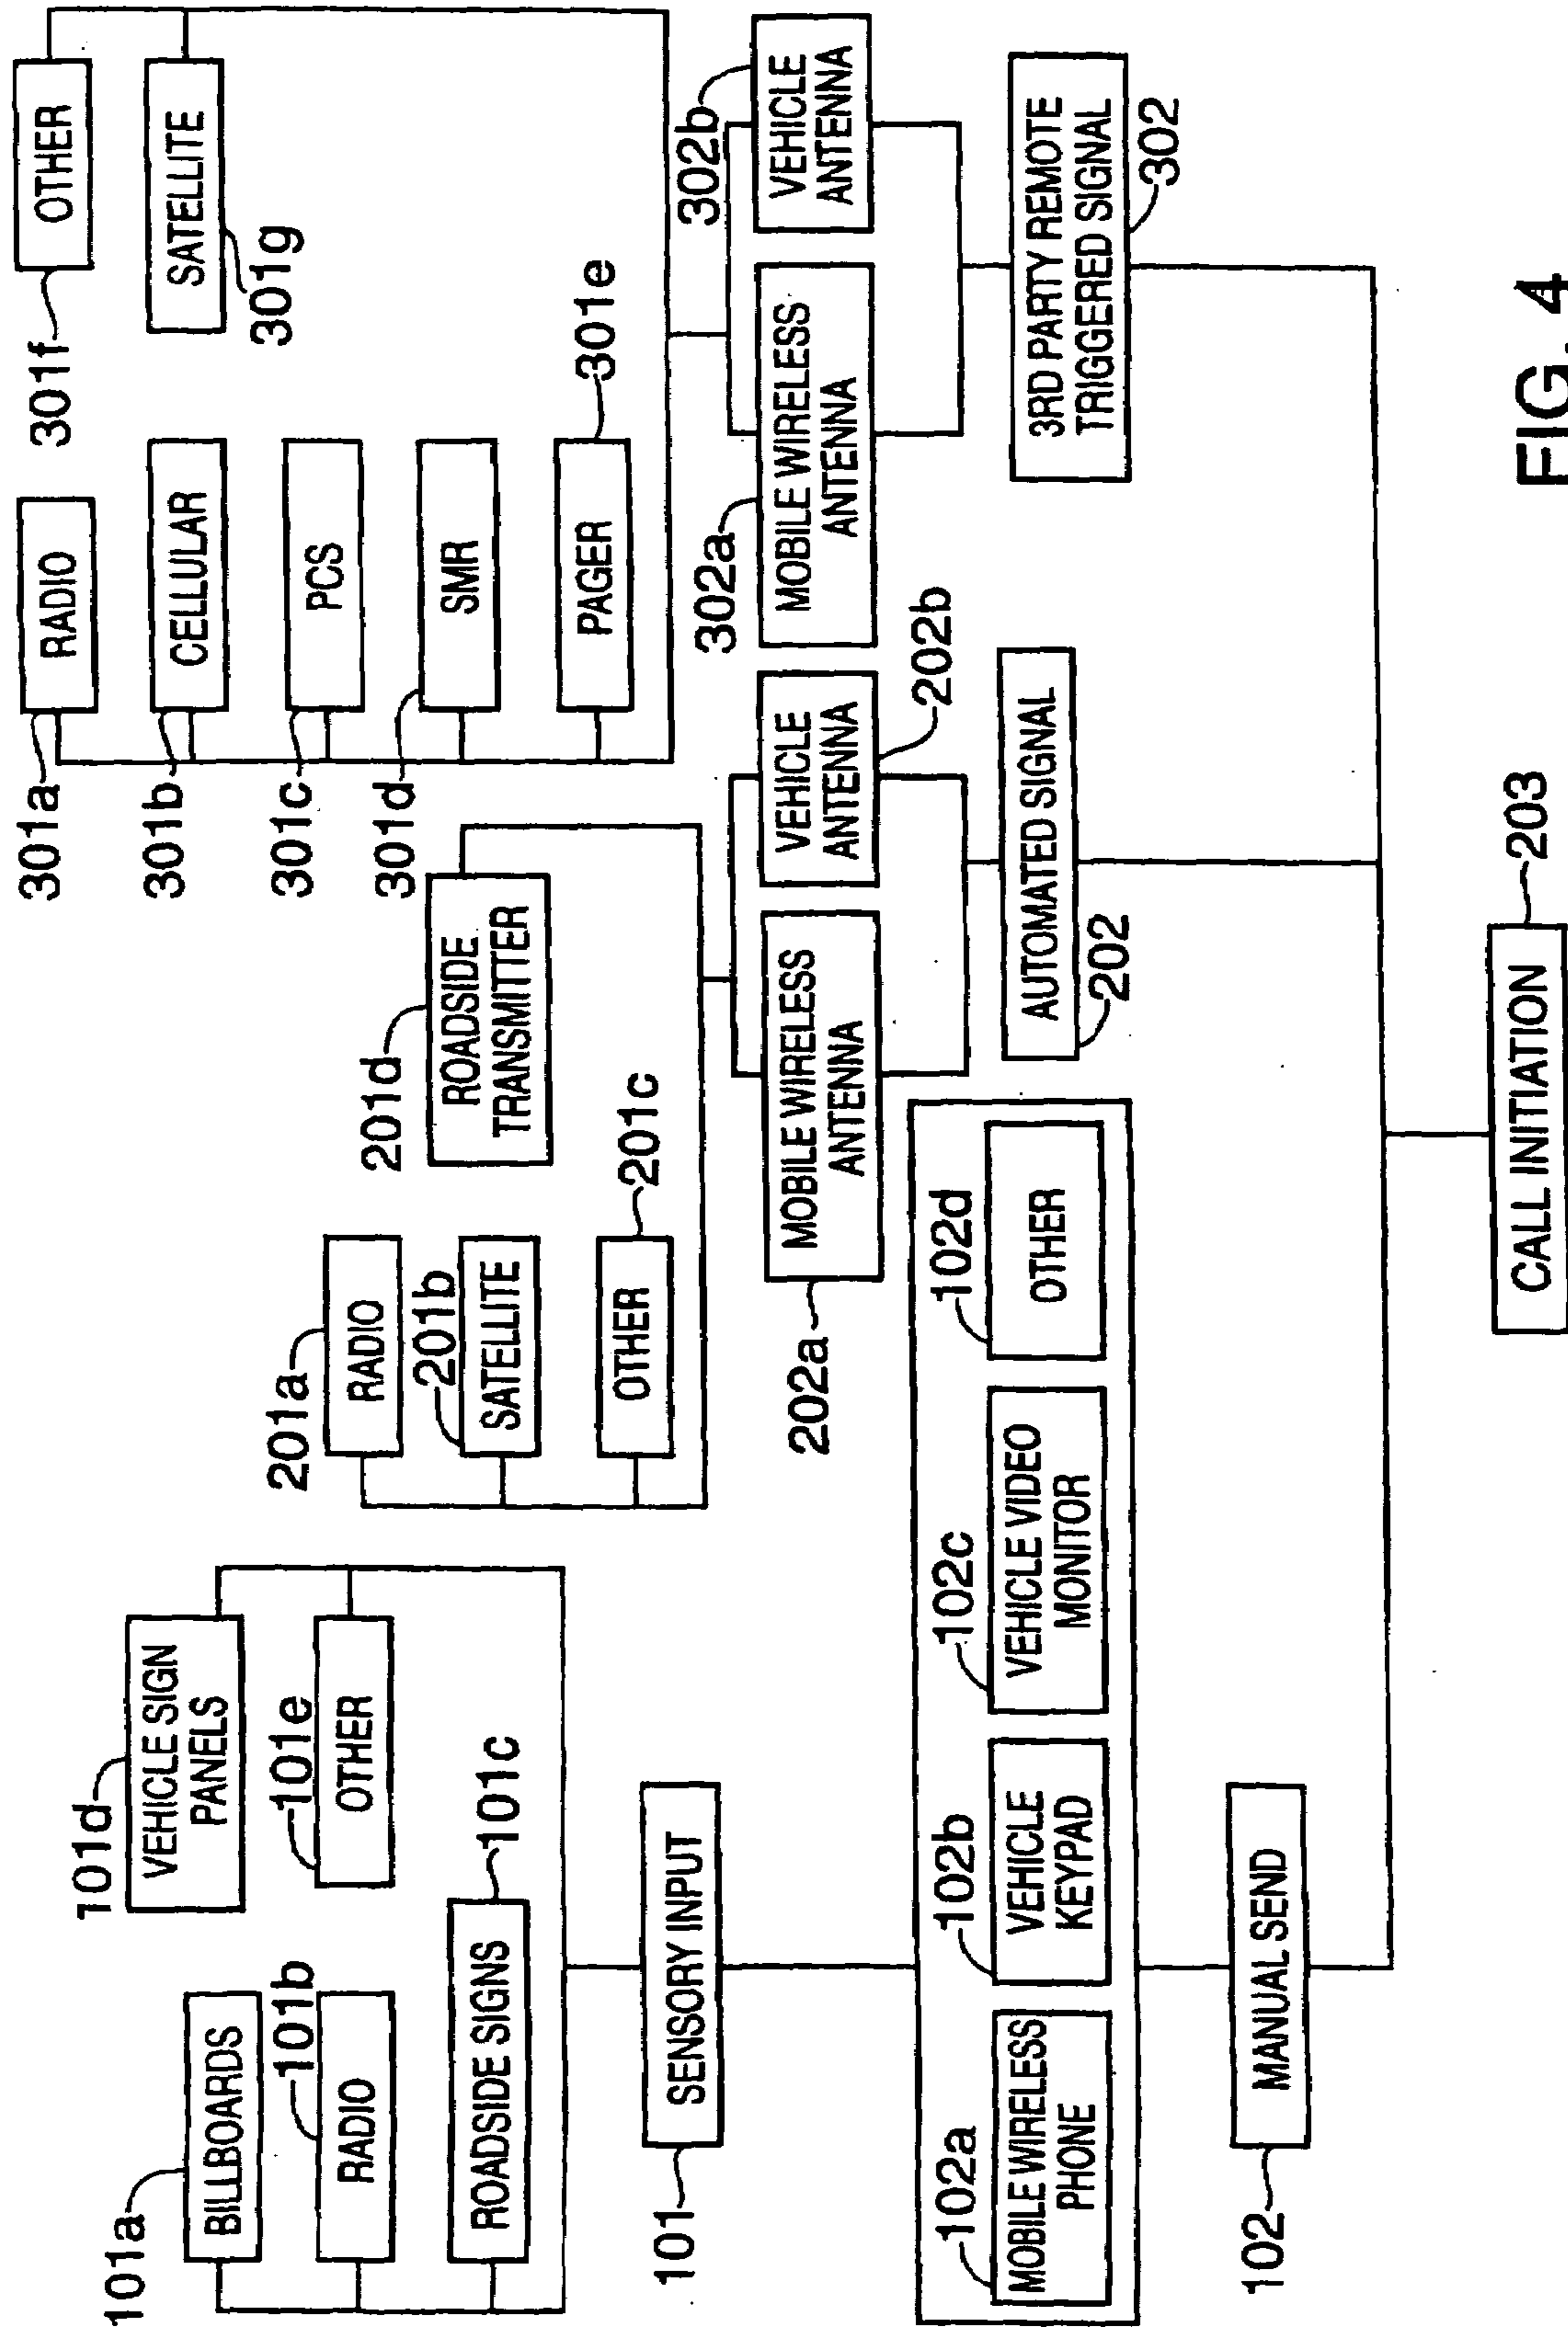 101a
BILLBOARDS
101b
RADIO
ROADSIDE SIGNS
101c
101d
VEHICLE SIGN
PANELS
101e
OTHER
101
SENSORY INPUT
102a
MOBILE WIRELESS
PHONE
102b
VEHICLE
KEYPAD
102c
VEHICLE VIDEO
MONITOR
102d
OTHER
102
MANUAL SEND
201a
RADIO
201b
SATELLITE
OTHER
201c
201d
ROADSIDE
TRANSMITTER
202a
MOBILE WIRELESS
ANTENNA
VEHICLE
ANTENNA
202b
AUTOMATED SIGNAL
202
301a
RADIO
301b
CELLULAR
301c
PCS
301d
SMR
PAGER
301e
301f
OTHER
SATELLITE
301g
302a
MOBILE WIRELESS
ANTENNA
302b
VEHICLE
ANTENNA
3RD PARTY REMOTE
TRIGGERED SIGNAL
302
CALL INITIATION
203
FIG. 4